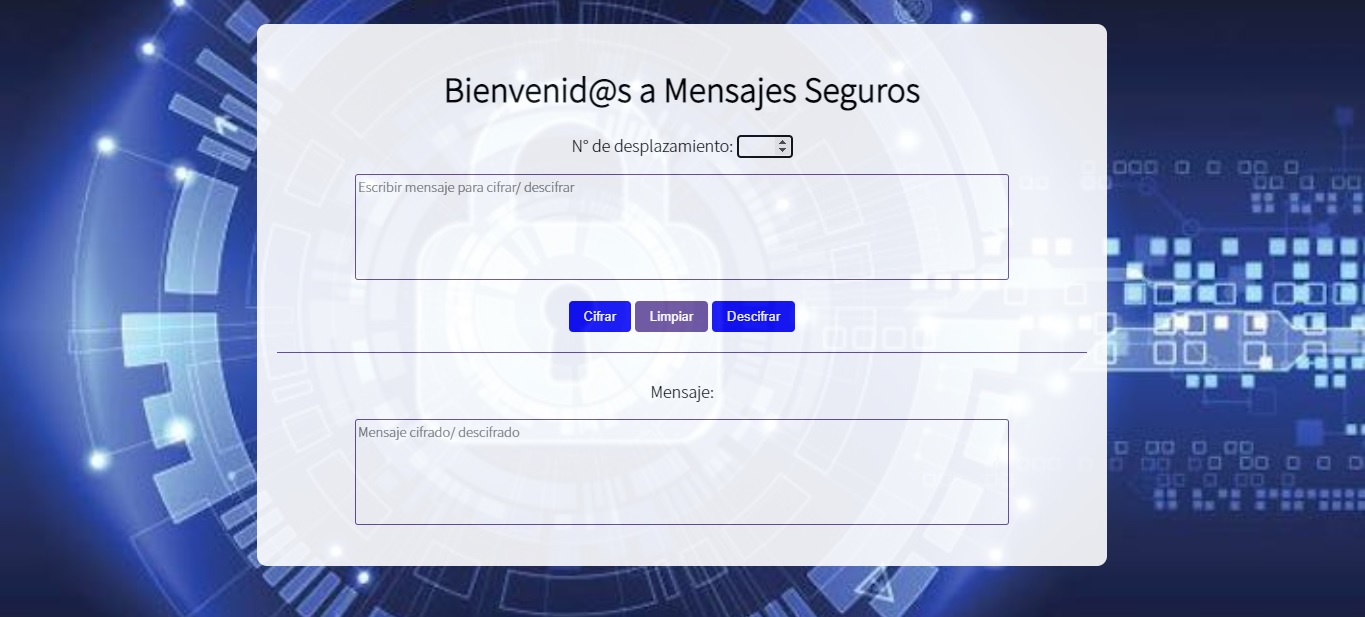 Bienvenid@s a Mensajes Seguros
N° de desplazamiento:
Escribir mensaje para cifrar/ descifrar
Cifrar Limpiar Descifrar
Mensaje:
Mensaje cifrado/ descifrado